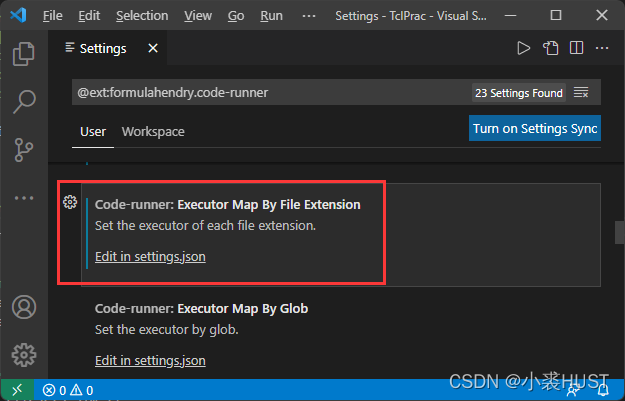 File Edit Selection View Go Run ··· Settings - TclPrac - Visual S...
Settings
@ext:formulahendry.code-runner 23 Settings Found
User Workspace Turn on Settings Sync
Code-runner: Executor Map By File Extension
Set the executor of each file extension.
Edit in settings.json
Code-runner: Executor Map By Glob
Set the executor by glob.
Edit in settings.json
0 0
CSDN @小裘HUST